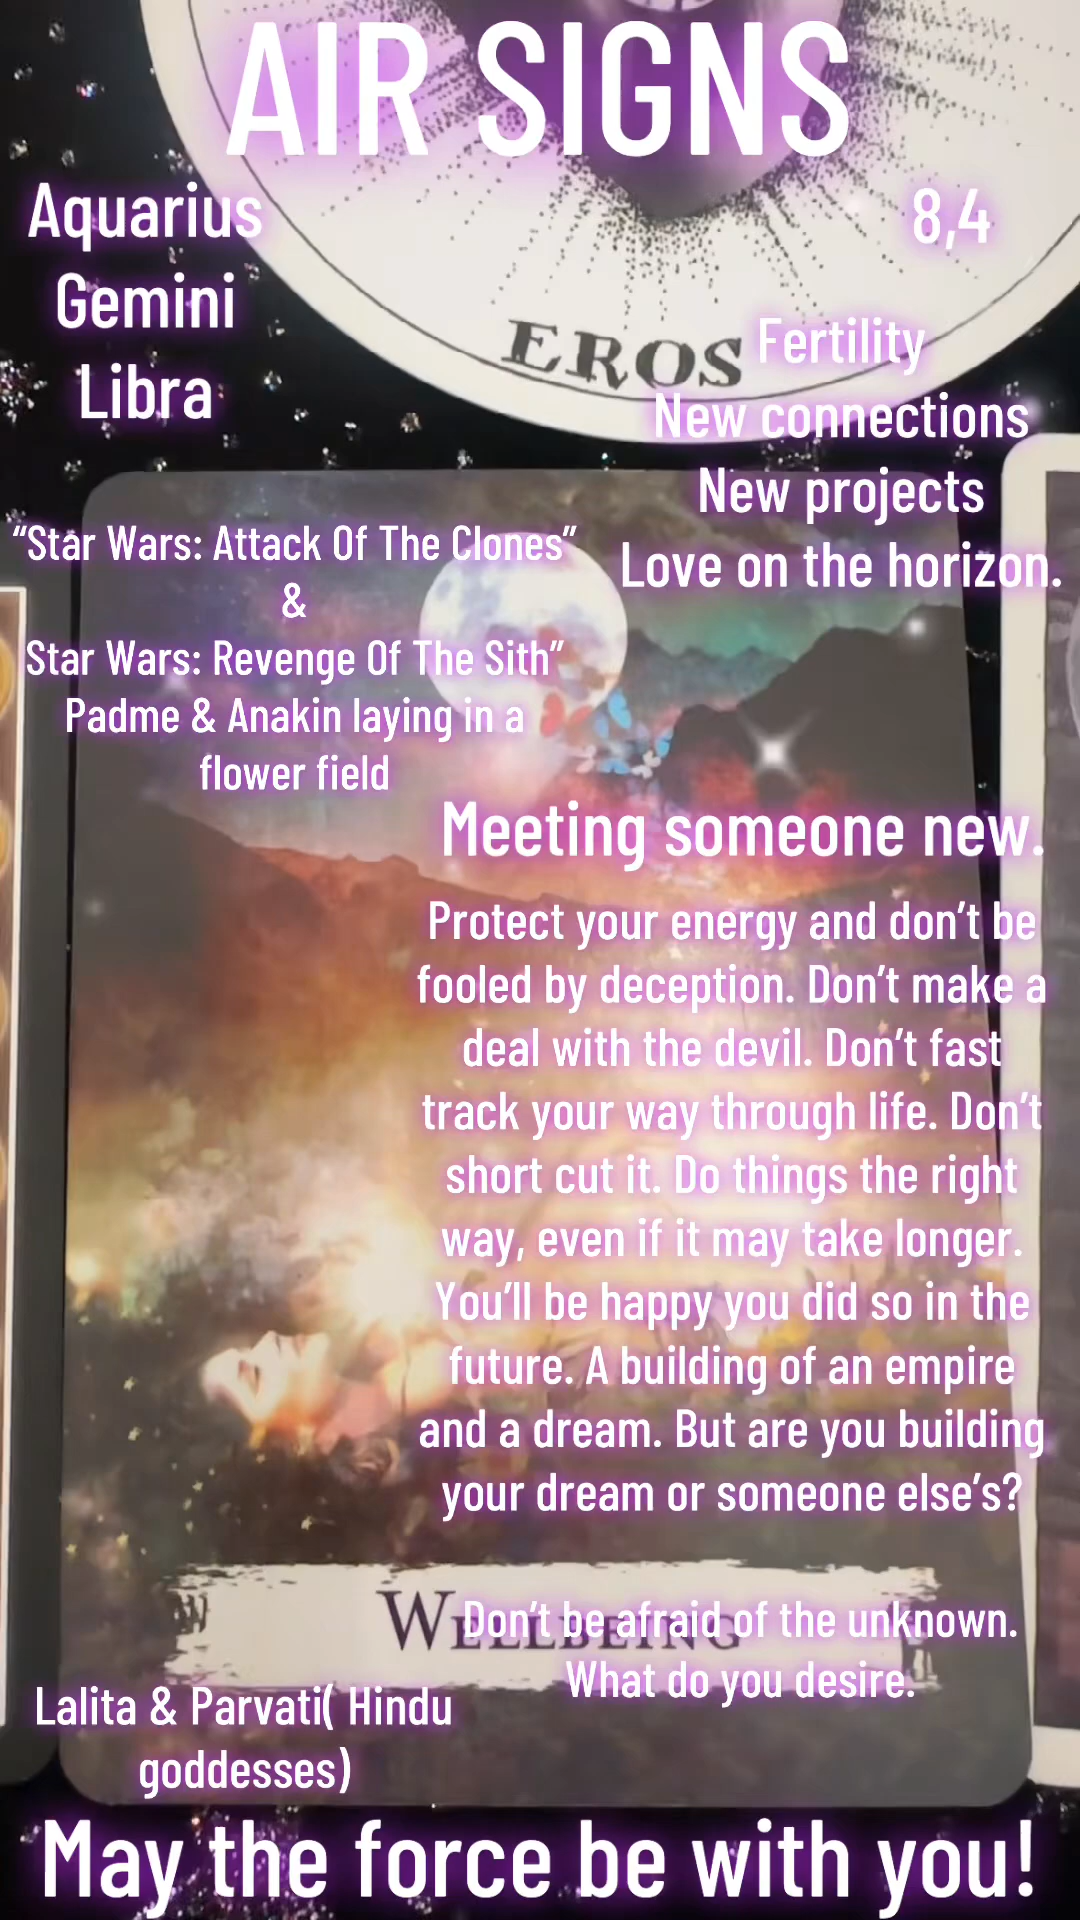 AIR SIGNS
Aquarius
Gemini
Libra
8,4
EROS
Fertility
New connections
New projects
Love on the horizon.
“Star Wars: Attack Of The Clones”
&
Star Wars: Revenge Of The Sith”
Padme & Anakin laying in a
flower field
Meeting someone new.
Protect your energy and don’t be
fooled by deception. Don’t make a
deal with the devil. Don’t fast
track your way through life. Don’t
short cut it. Do things the right
way, even if it may take longer.
You’ll be happy you did so in the
future. A building of an empire
and a dream. But are you building
your dream or someone else’s?
WELLBEING
Don’t be afraid of the unknown.
What do you desire.
Lalita & Parvati( Hindu
goddesses)
May the force be with you!